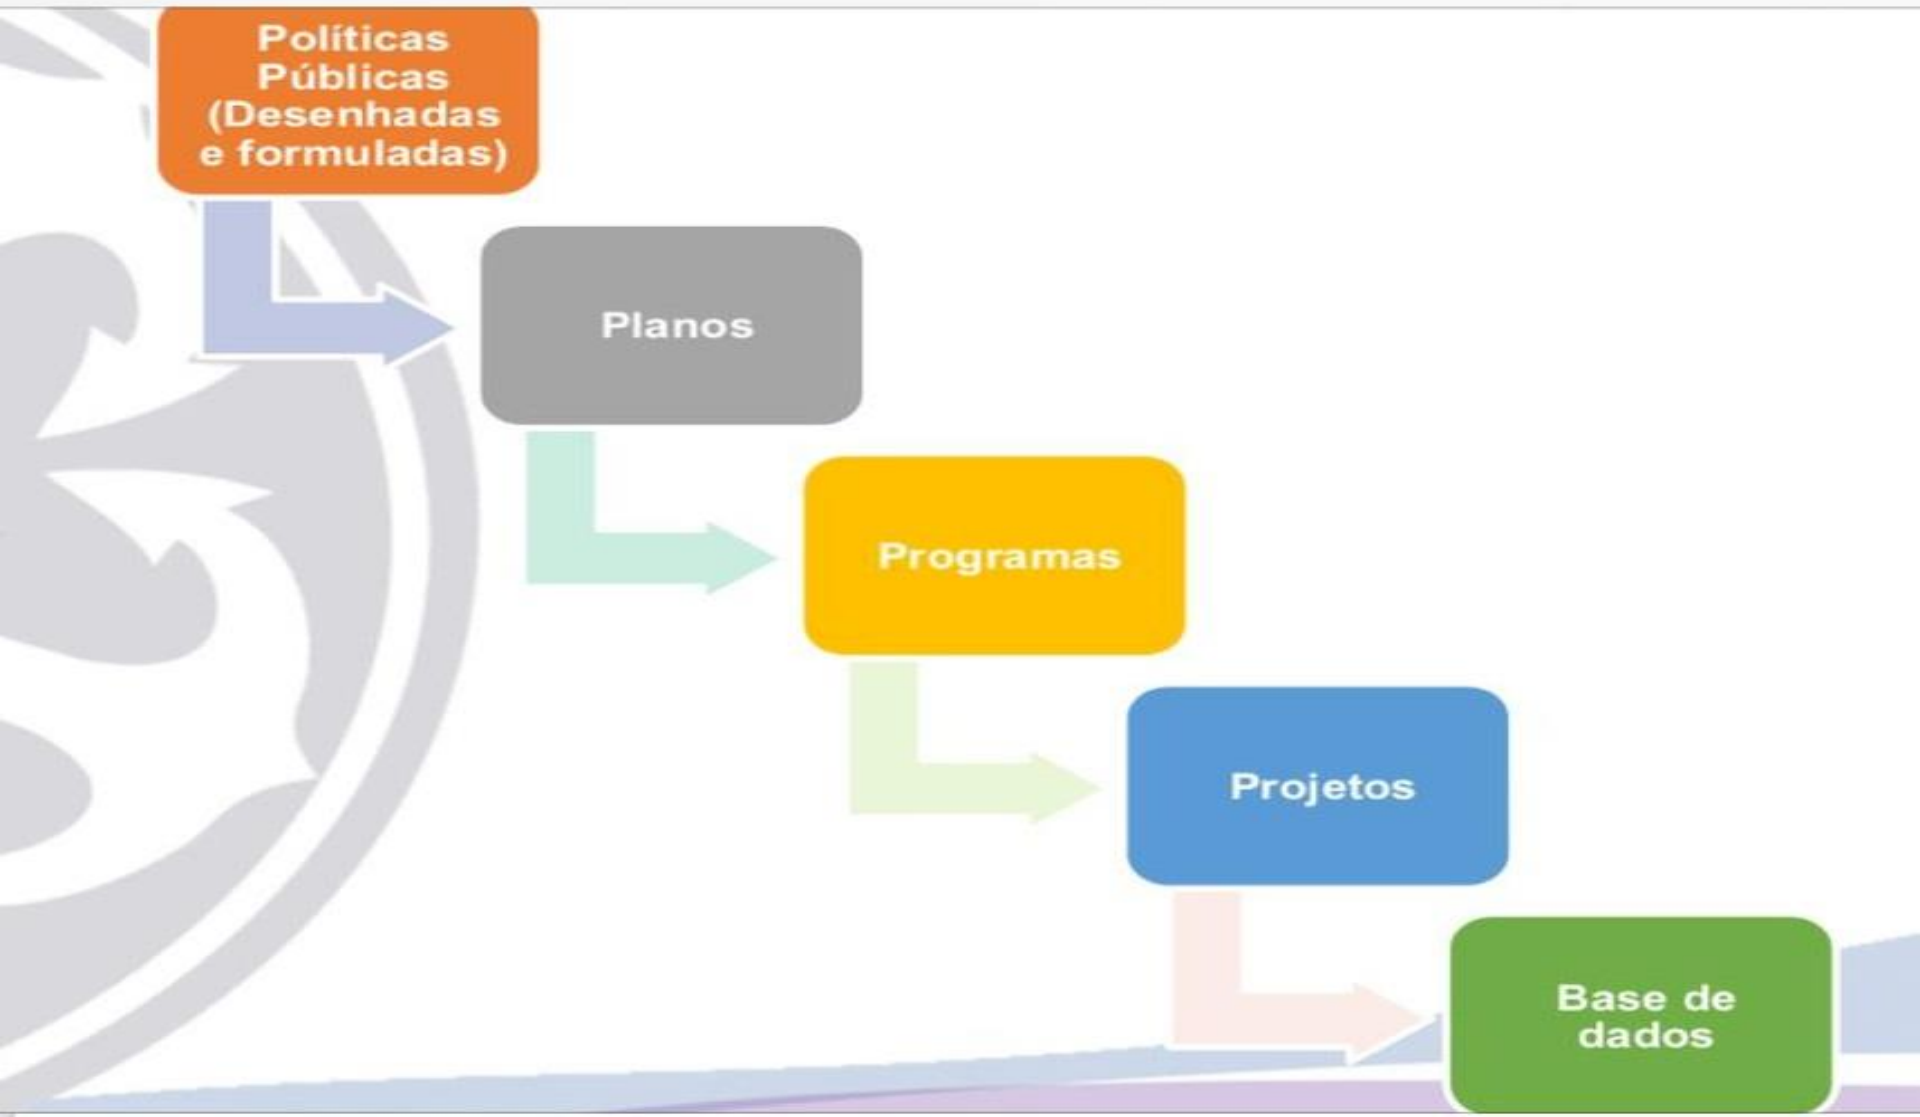 Políticas
Públicas
(Desenhadas
e formuladas)
Planos
Programas
Projetos
Base de
dados